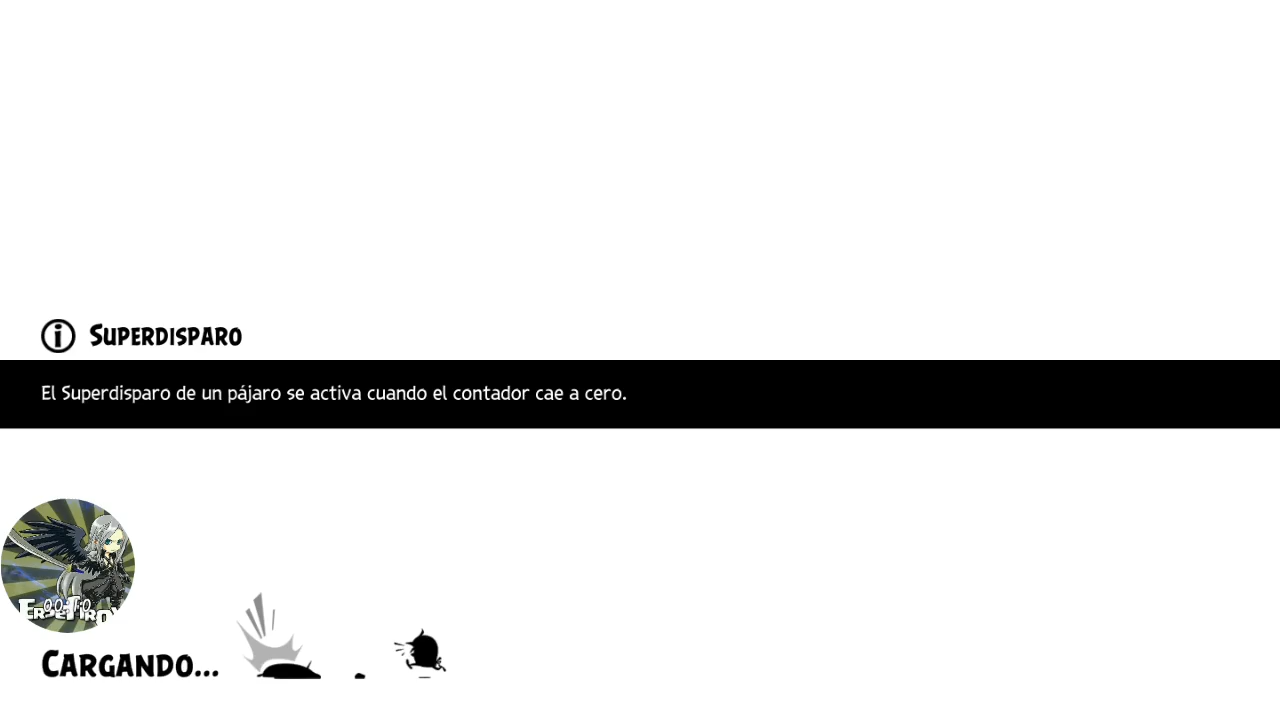 Superdisparo
El Superdisparo de un pájaro se activa cuando el contador cae a cero.
Cargando...